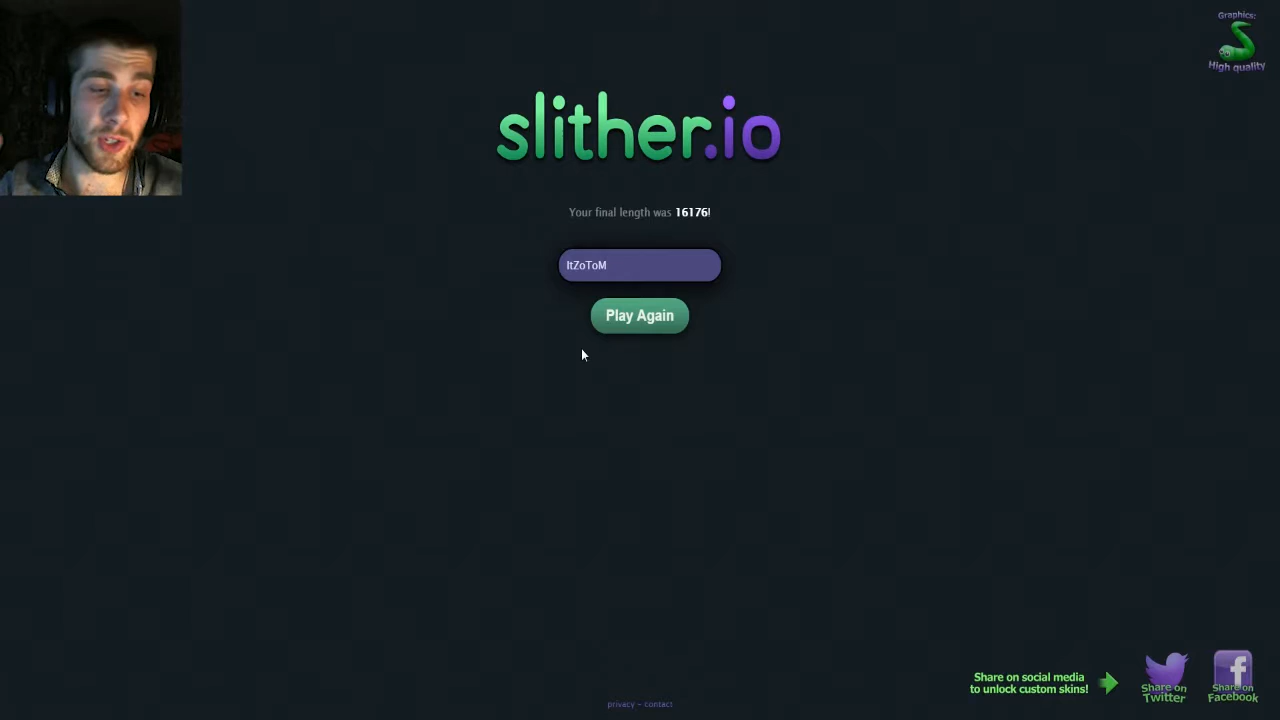 Graphics:
High quality
slither.io
Your final length was 16176!
ItZoToM
Play Again
Share on social media
to unlock custom skins!
Share on
Twitter
Share on
Facebook
privacy - contact